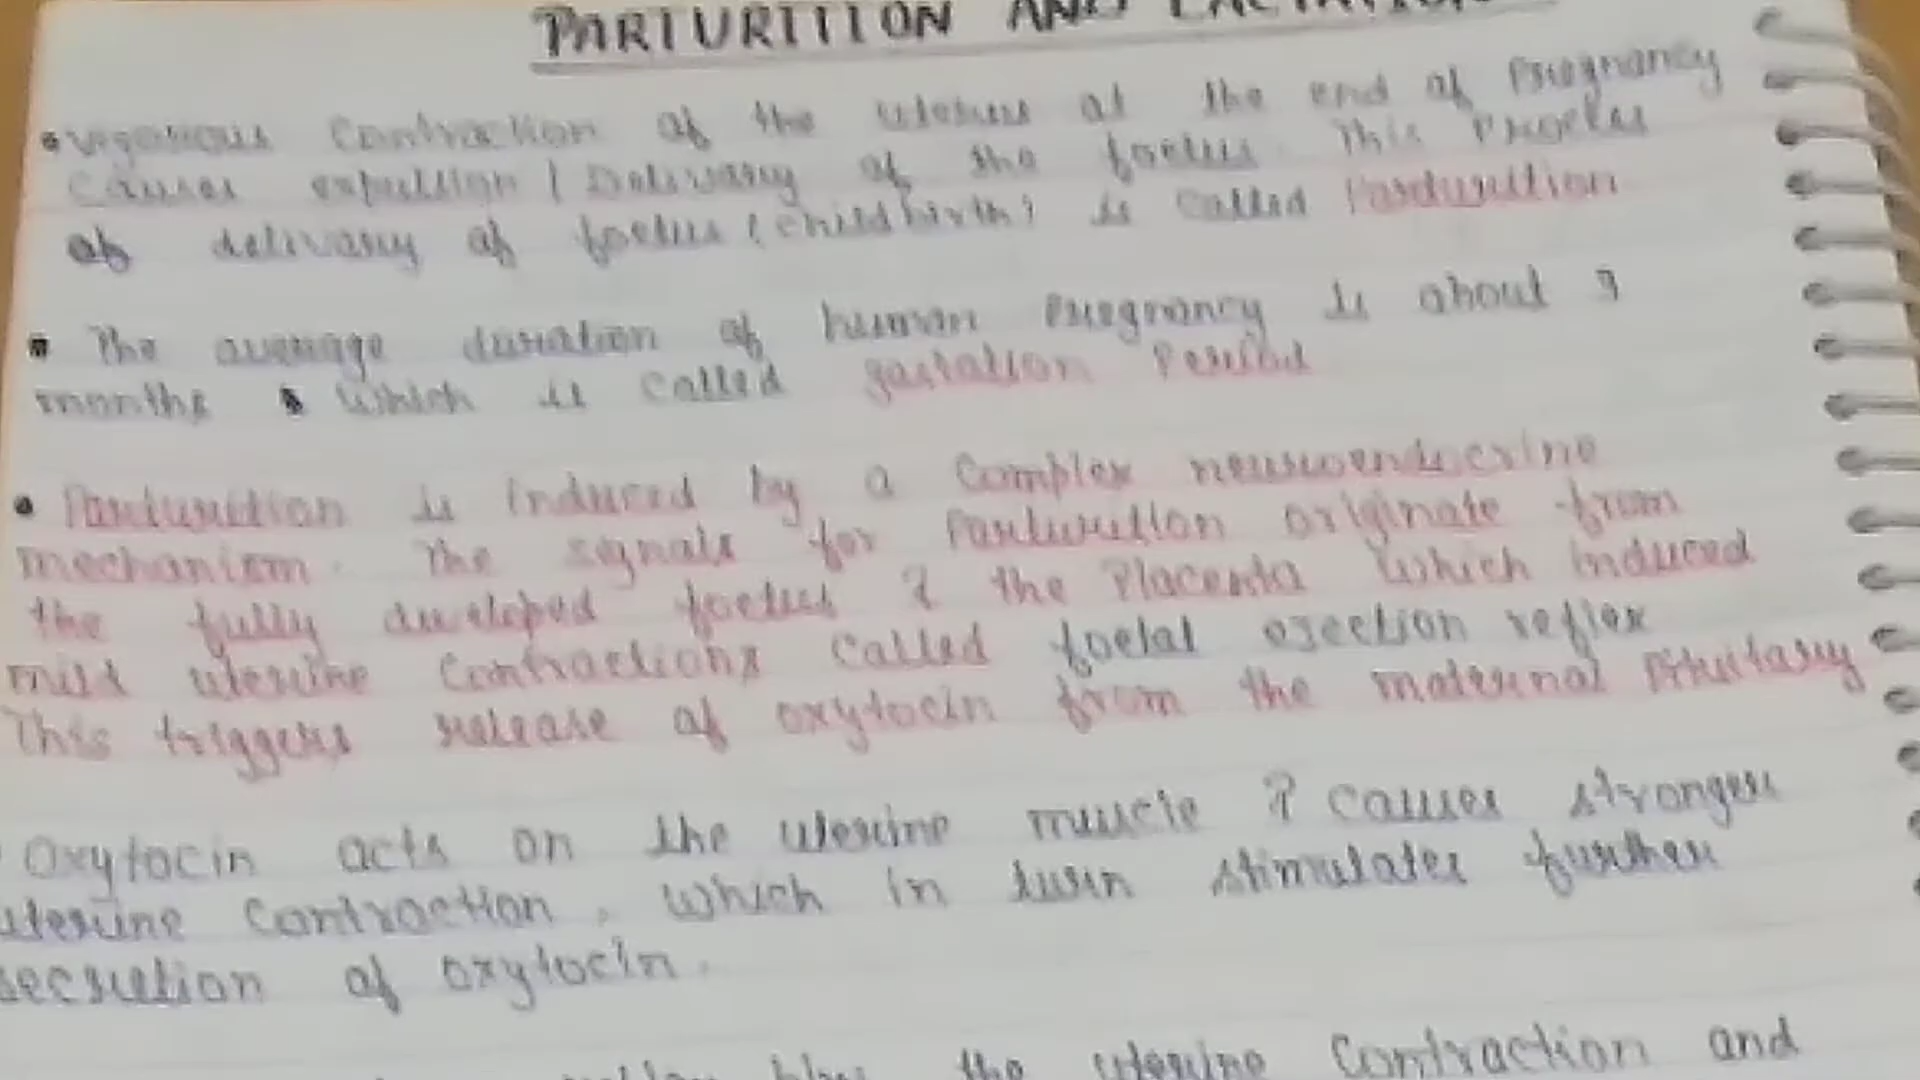 PARTURITION AND LACTATION
• Vigorous Contraction of the uterus at the end of Pregnancy
Causes expulsion / Delivary of the foetus. This Process
of delivary of foetus (childbirth) is called Parturition
• The average duration of human Pregnancy is about 9
months which is called gastation Period
• Parturition is induced by a Complex neuroendocrine
mechanism. The signals for Parturition originate from
the fully developed foetus & the Placenta which induced
mild uterine Contractions called foetal ejection reflex
This triggers release of oxytocin from the maternal Pituitary
Oxytocin acts on the uterine muscle & causes stronger
uterine Contraction, which in turn stimulates further
secretion of oxytocin.
the uterine Contraction and